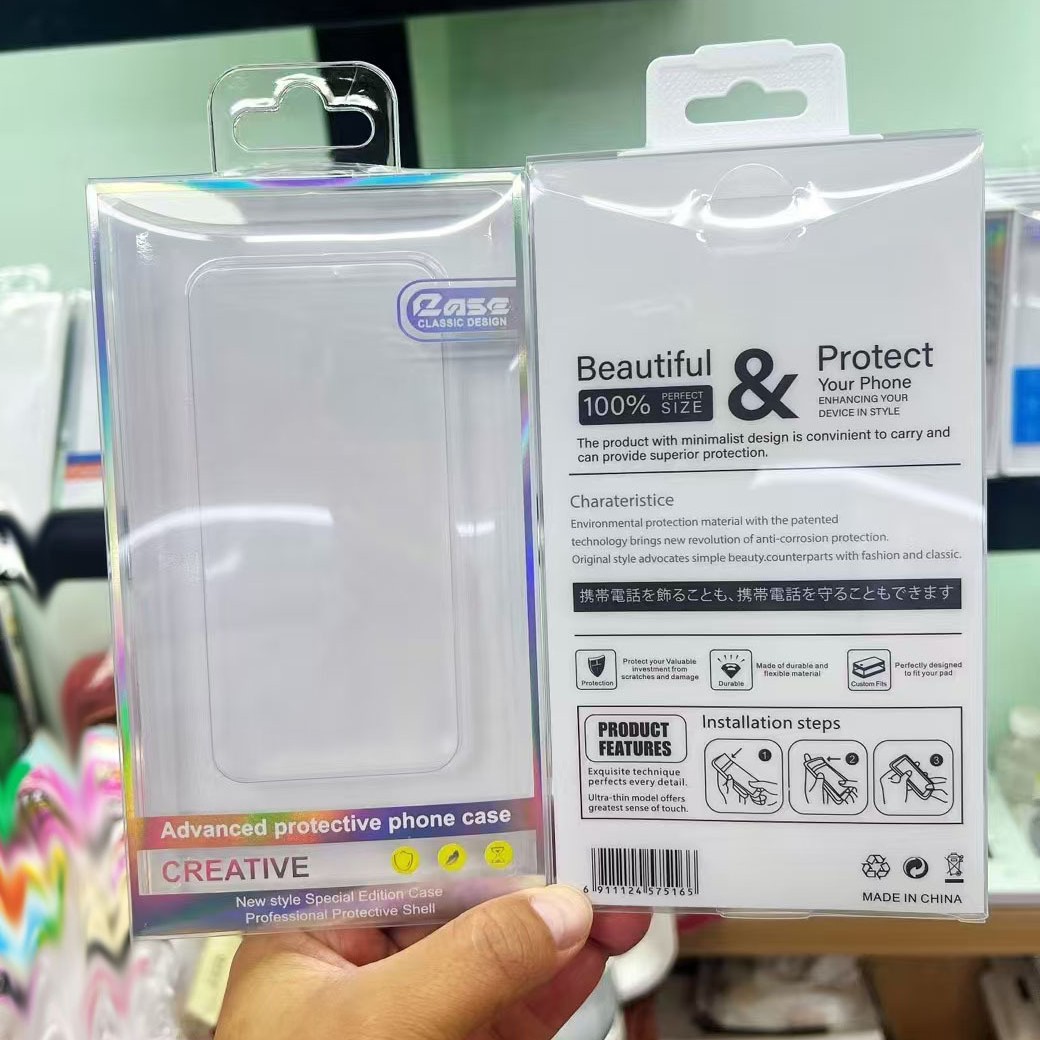 Case
CLASSIC DESIGN
Advanced protective phone case
CREATIVE
New style Special Edition Case
Professional Protective Shell
Beautiful & Protect
100% PERFECT SIZE
Your Phone
ENHANCING YOUR
DEVICE IN STYLE
The product with minimalist design is convinient to carry and
can provide superior protection.
Charateristice
Environmental protection material with the patented
technology brings new revolution of anti-corrosion protection.
Original style advocates simple beauty.counterparts with fashion and classic.
携帯電話を飾ることも、携帯電話を守ることもできます
Protection
Protect your Valuable
investment from
scratches and damage
Durable
Made of durable and
flexible material
Custom Fits
Perfectly designed
to fit your pad
PRODUCT
FEATURES
Exquisite technique
perfects every detail.
Ultra-thin model offers
greatest sense of touch.
Installation steps
1
2
3
6 911124 575165
MADE IN CHINA